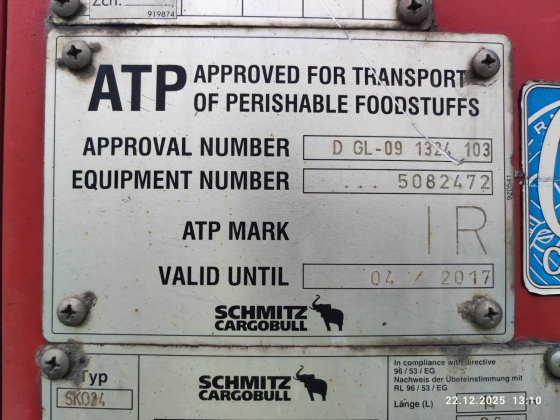 Zch.
919874
ATP APPROVED FOR TRANSPORT
OF PERISHABLE FOODSTUFFS
APPROVAL NUMBER D GL-09 1324 103
EQUIPMENT NUMBER ... 5082472
920541
ATP MARK IR
VALID UNTIL 04 / 2017
SCHMITZ
CARGOBULL
Typ
SKO24
SCHMITZ
CARGOBULL
In compliance with directive
96 / 53 / EG
Nachweis der Übereinstimmung mit
RL 96 / 53 / EG
Länge (L)
22.12.2025 13:10